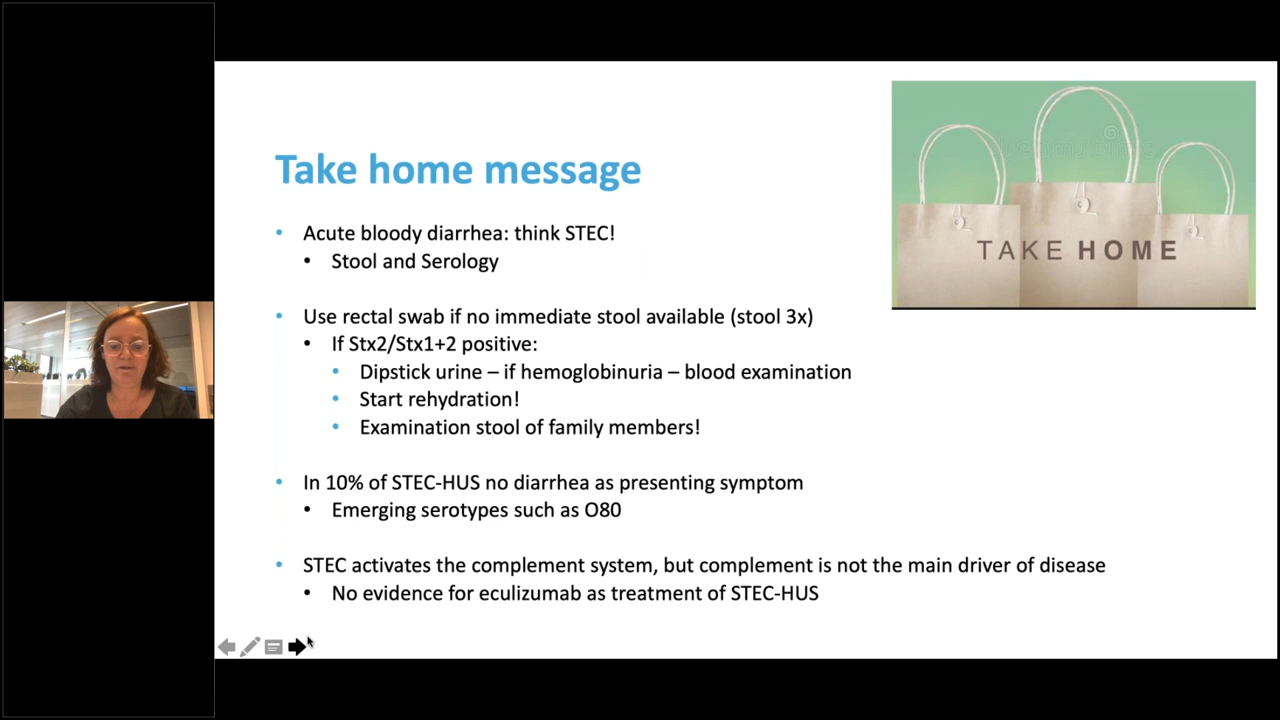 Take home message
TAKE HOME
• Acute bloody diarrhea: think STEC!
• Stool and Serology
• Use rectal swab if no immediate stool available (stool 3x)
• If Stx2/Stx1+2 positive:
• Dipstick urine – if hemoglobinuria – blood examination
• Start rehydration!
• Examination stool of family members!
• In 10% of STEC-HUS no diarrhea as presenting symptom
• Emerging serotypes such as O80
• STEC activates the complement system, but complement is not the main driver of disease
• No evidence for eculizumab as treatment of STEC-HUS